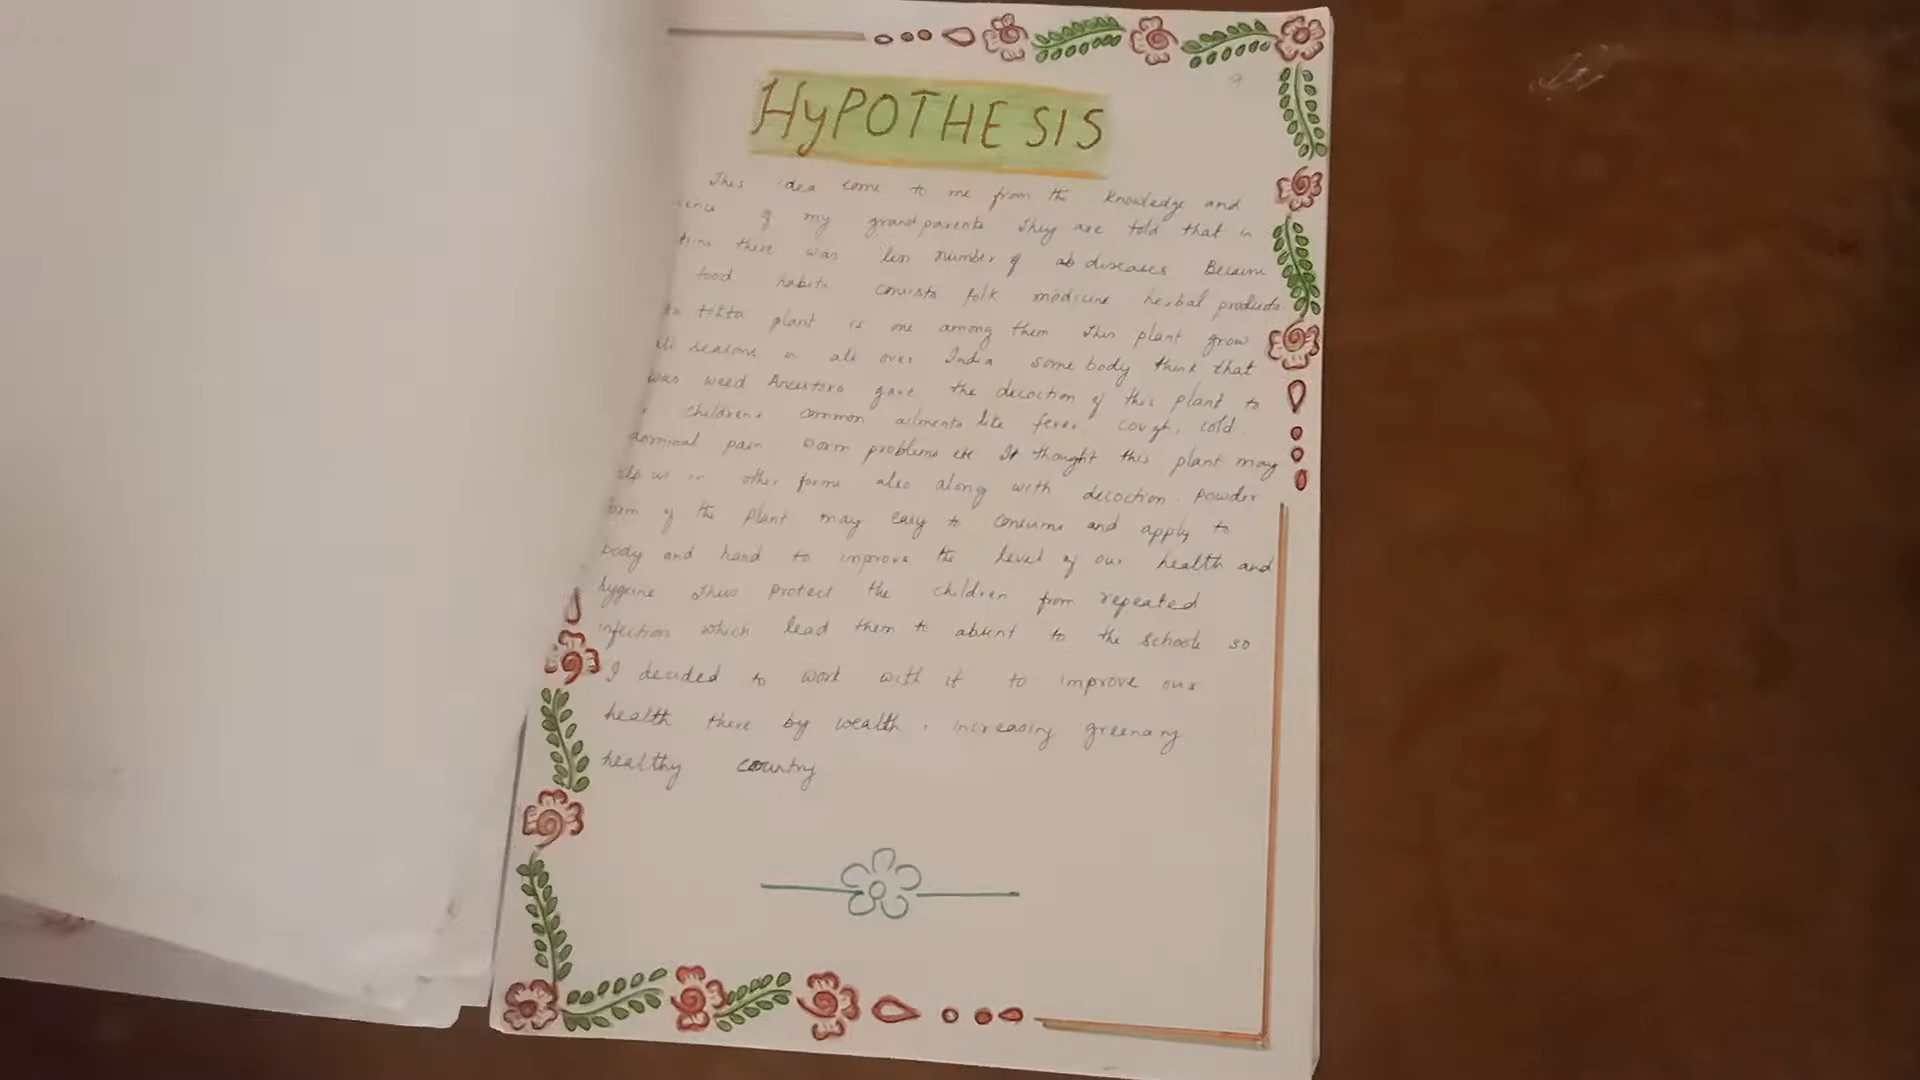 HyPOTHESIS
This idea come to me from the knowledge and
of my grandparents They are told that in
time there was less number of diseases Because
food habits consists folk medicine herbal products
tikta plant is one among them This plant grow
all seasons in all over India some body think that
was weed Ancestors gave the decoction of this plant to
childrens common ailments like fever, cough, cold
pain worm problems etc It thought this plant may
us in other forms also along with decoction. powder
form of the plant may easy to consume and apply to
body and hand to improve the level of our health and
hygeine Thus protect the children from repeated
infection which lead them to absent to the schools so
I decided to work with it to improve our
health there by wealth. increasing greenary
healthy country